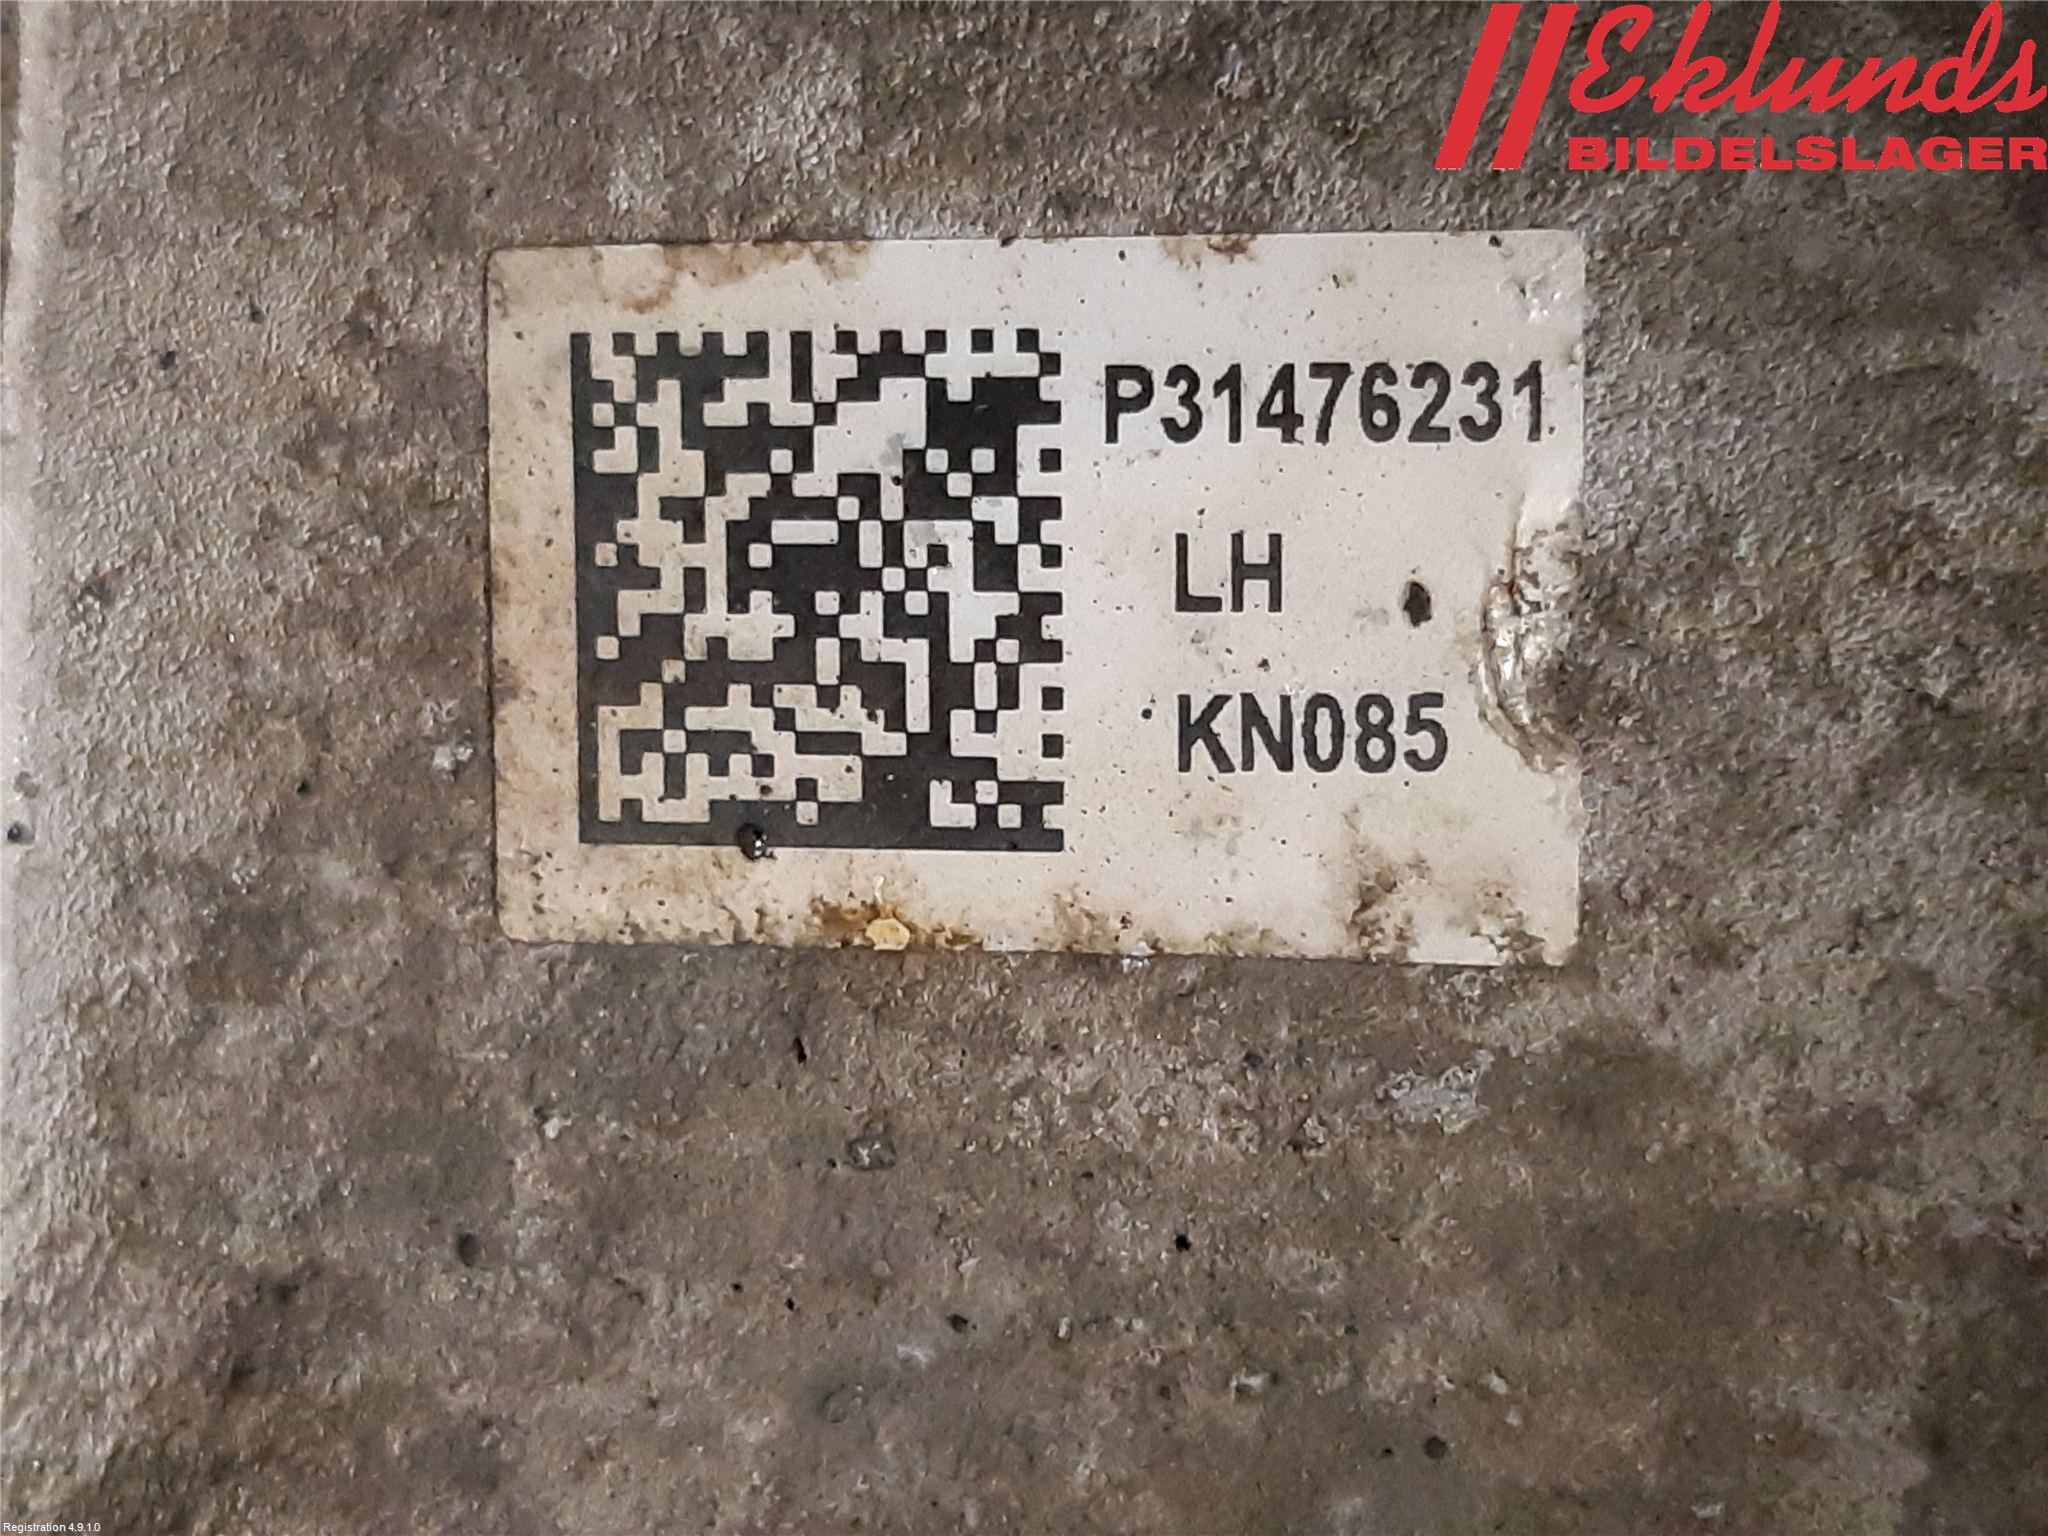 Eklunds
BILDELSLAGER
P31476231
LH
KN085
Registration 4.9.1.0